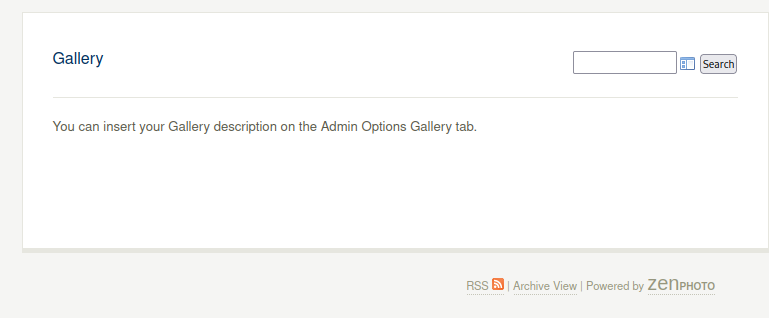 Gallery
Search
You can insert your Gallery description on the Admin Options Gallery tab.
RSS | Archive View | Powered by zenPHOTO